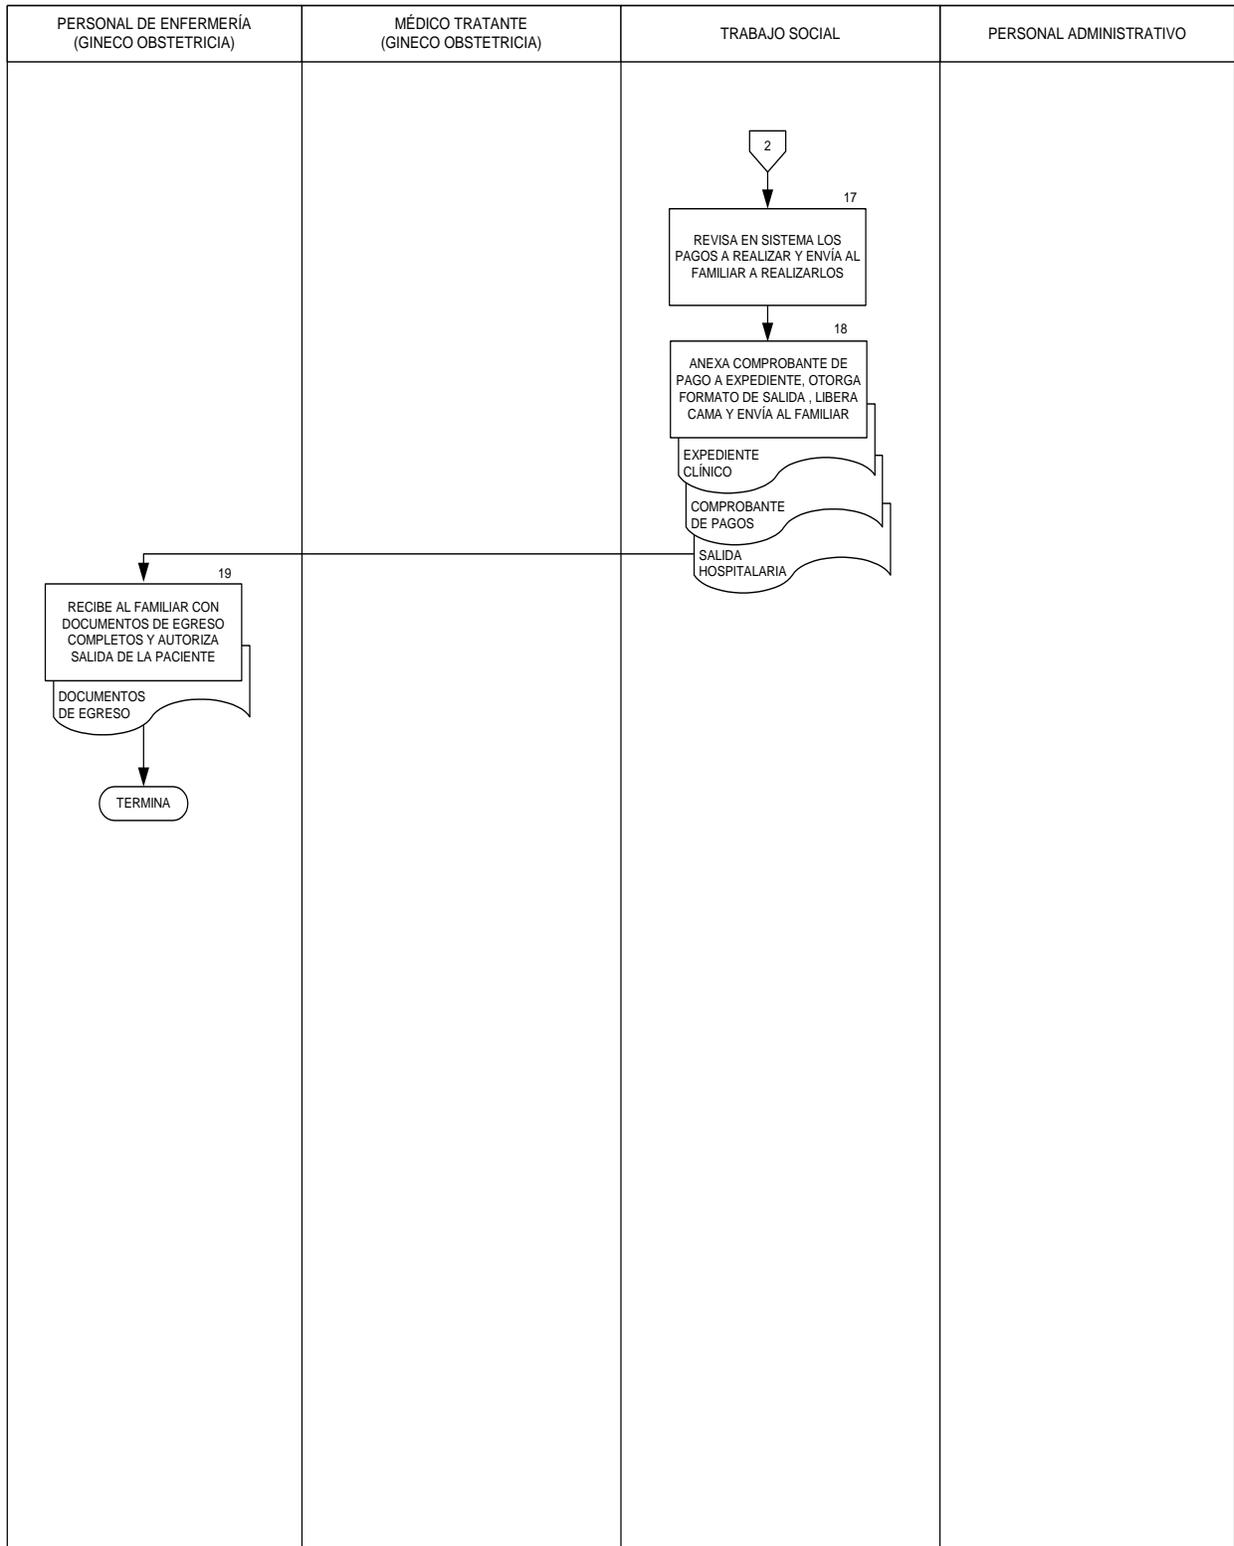 PERSONAL DE ENFERMERÍA
(GINECO OBSTETRICIA)
MÉDICO TRATANTE
(GINECO OBSTETRICIA)
TRABAJO SOCIAL
PERSONAL ADMINISTRATIVO
2
17
REVISA EN SISTEMA LOS
PAGOS A REALIZAR Y ENVÍA AL
FAMILIAR A REALIZARLOS
18
ANEXA COMPROBANTE DE
PAGO A EXPEDIENTE, OTORGA
FORMATO DE SALIDA , LIBERA
CAMA Y ENVÍA AL FAMILIAR
EXPEDIENTE
CLÍNICO
COMPROBANTE
DE PAGOS
SALIDA
HOSPITALARIA
19
RECIBE AL FAMILIAR CON
DOCUMENTOS DE EGRESO
COMPLETOS Y AUTORIZA
SALIDA DE LA PACIENTE
DOCUMENTOS
DE EGRESO
TERMINA